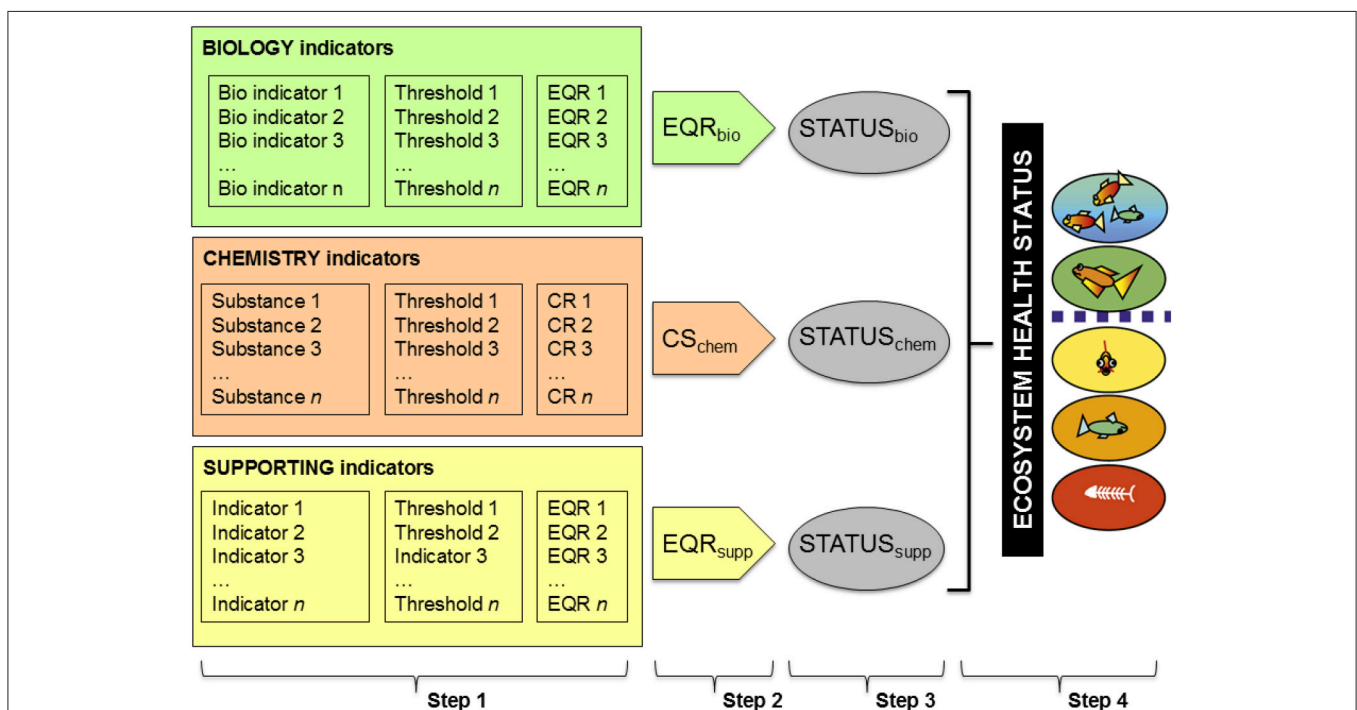 BIOLOGY indicators
Bio indicator 1
Bio indicator 2
Bio indicator 3
...
Bio indicator n
Threshold 1
Threshold 2
Threshold 3
...
Threshold n
EQR 1
EQR 2
EQR 3
...
EQR n
EQRbio
STATUSbio
CHEMISTRY indicators
Substance 1
Substance 2
Substance 3
...
Substance n
Threshold 1
Threshold 2
Threshold 3
...
Threshold n
CR 1
CR 2
CR 3
...
CR n
CSchem
STATUSchem
SUPPORTING indicators
Indicator 1
Indicator 2
Indicator 3
...
Indicator n
Threshold 1
Threshold 2
Indicator 3
...
Threshold n
EQR 1
EQR 2
EQR 3
...
EQR n
EQRsupp
STATUSsupp
ECOSYSTEM HEALTH STATUS
Step 1
Step 2
Step 3
Step 4